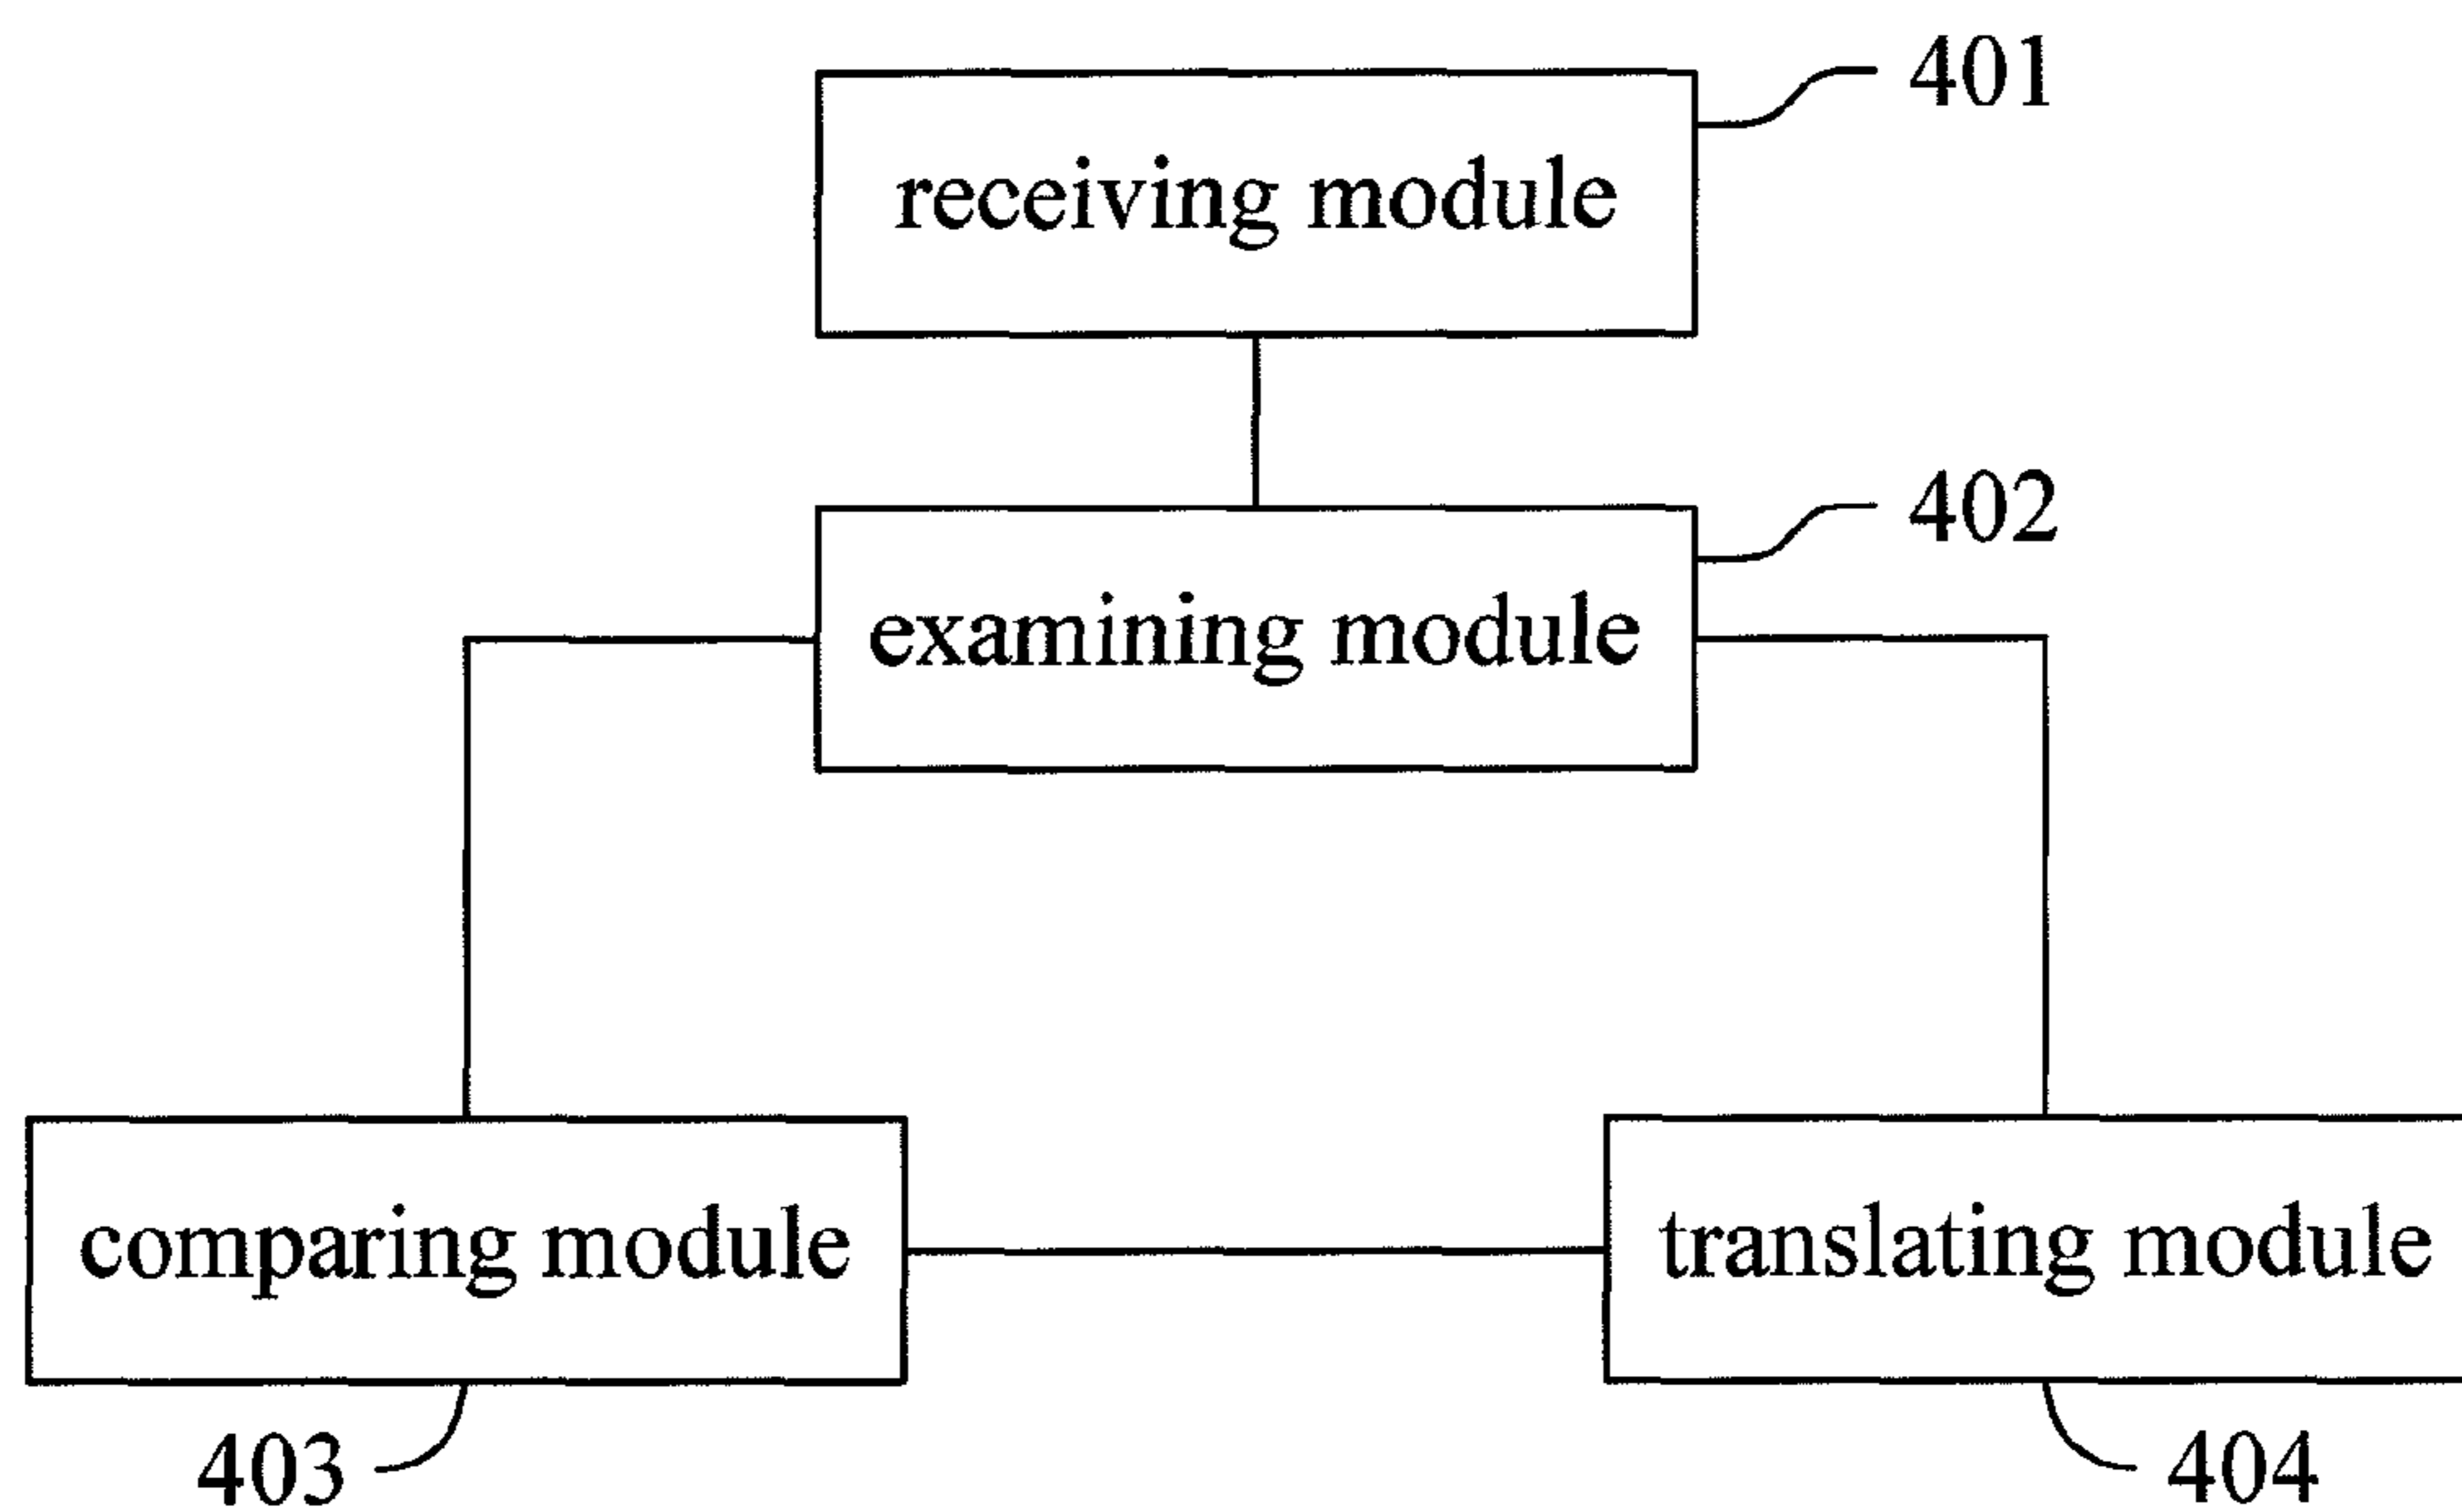 401
receiving module
402
examining module
comparing module
translating module
403
404